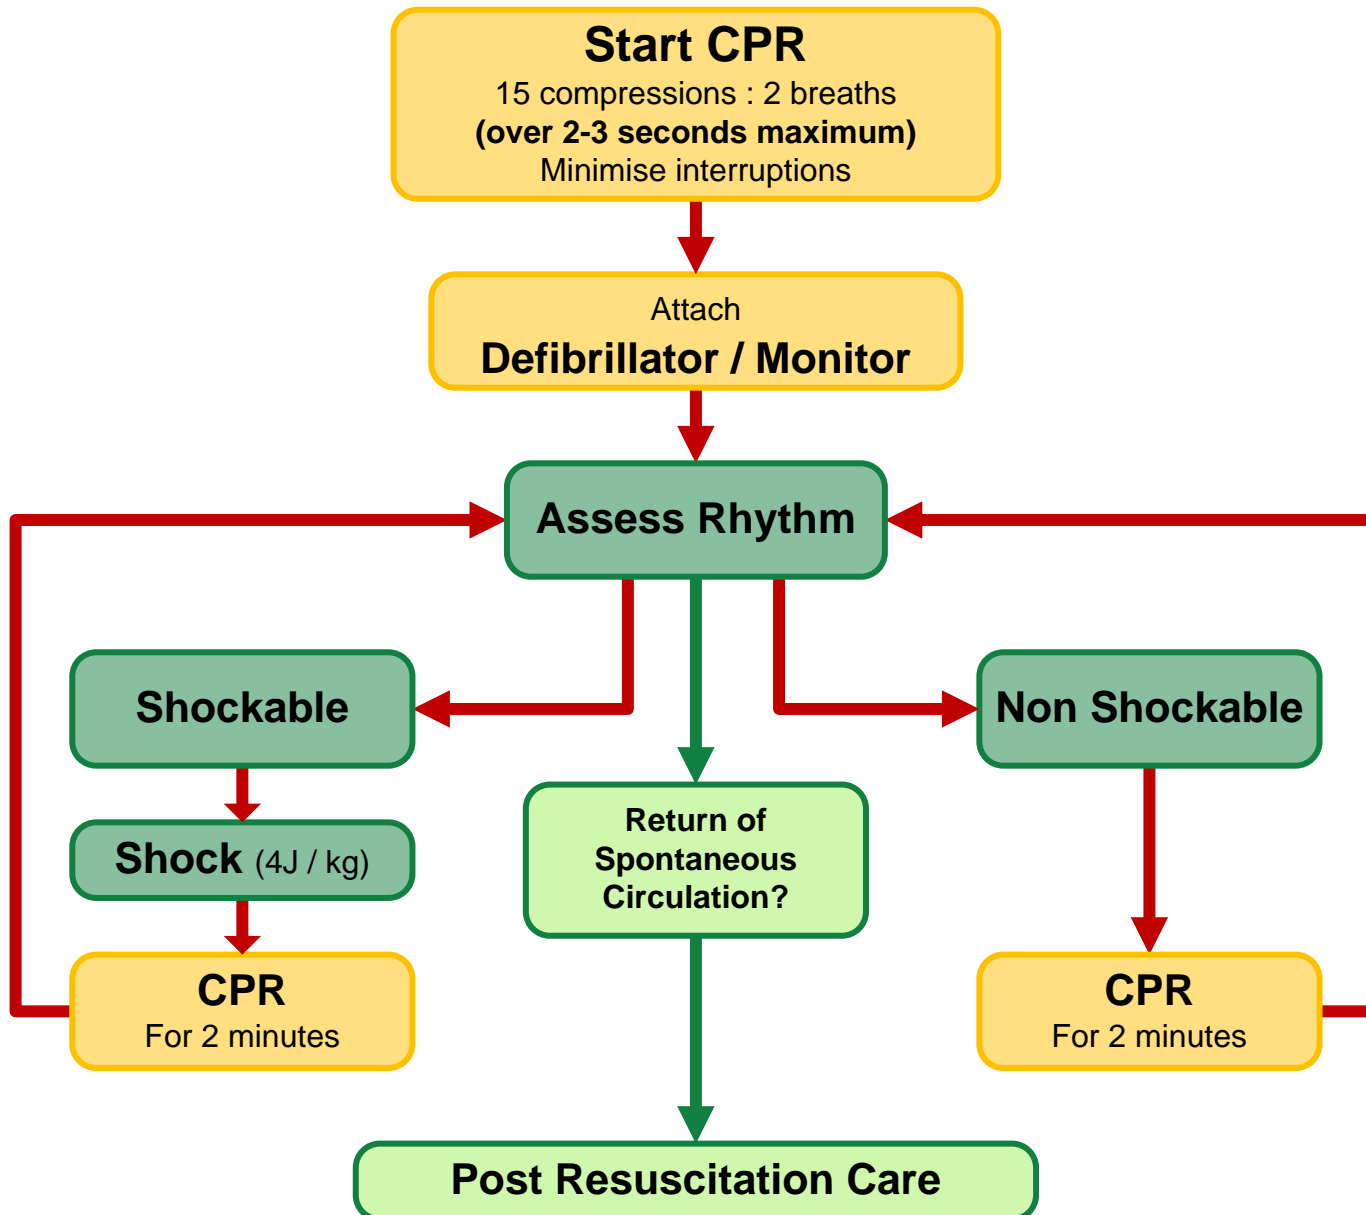 Start CPR
15 compressions : 2 breaths
(over 2-3 seconds maximum)
Minimise interruptions
Attach
Defibrillator / Monitor
Assess Rhythm
Shockable
Non Shockable
Return of
Spontaneous
Circulation?
Shock (4J / kg)
CPR
For 2 minutes
CPR
For 2 minutes
Post Resuscitation Care